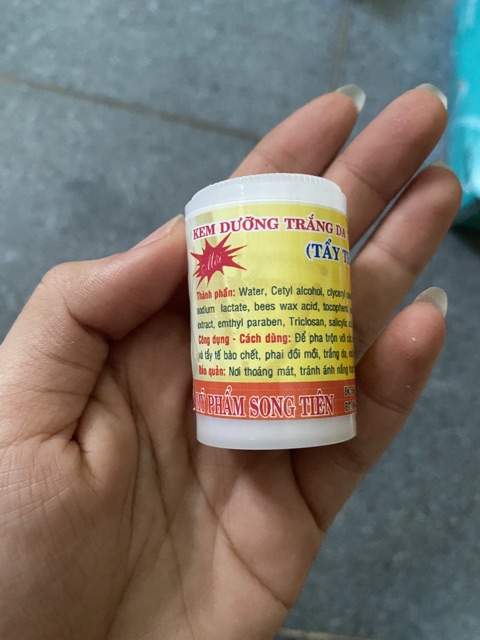 KEM DƯỠNG TRẮNG DA
(TẨY T
Mới
Thành phần: Water, Cetyl alcohol, glyceryl
sodium lactate, bees wax acid, tocopherol,
extract, emthyl paraben, Triclosan, salicylic
Công dụng - Cách dùng: Để pha trộn với
và tẩy tế bào chết, phai đồi mồi, trắng da,
Bảo quản: Nơi thoáng mát, tránh ánh nắng
MỸ PHẨM SONG TIÊN